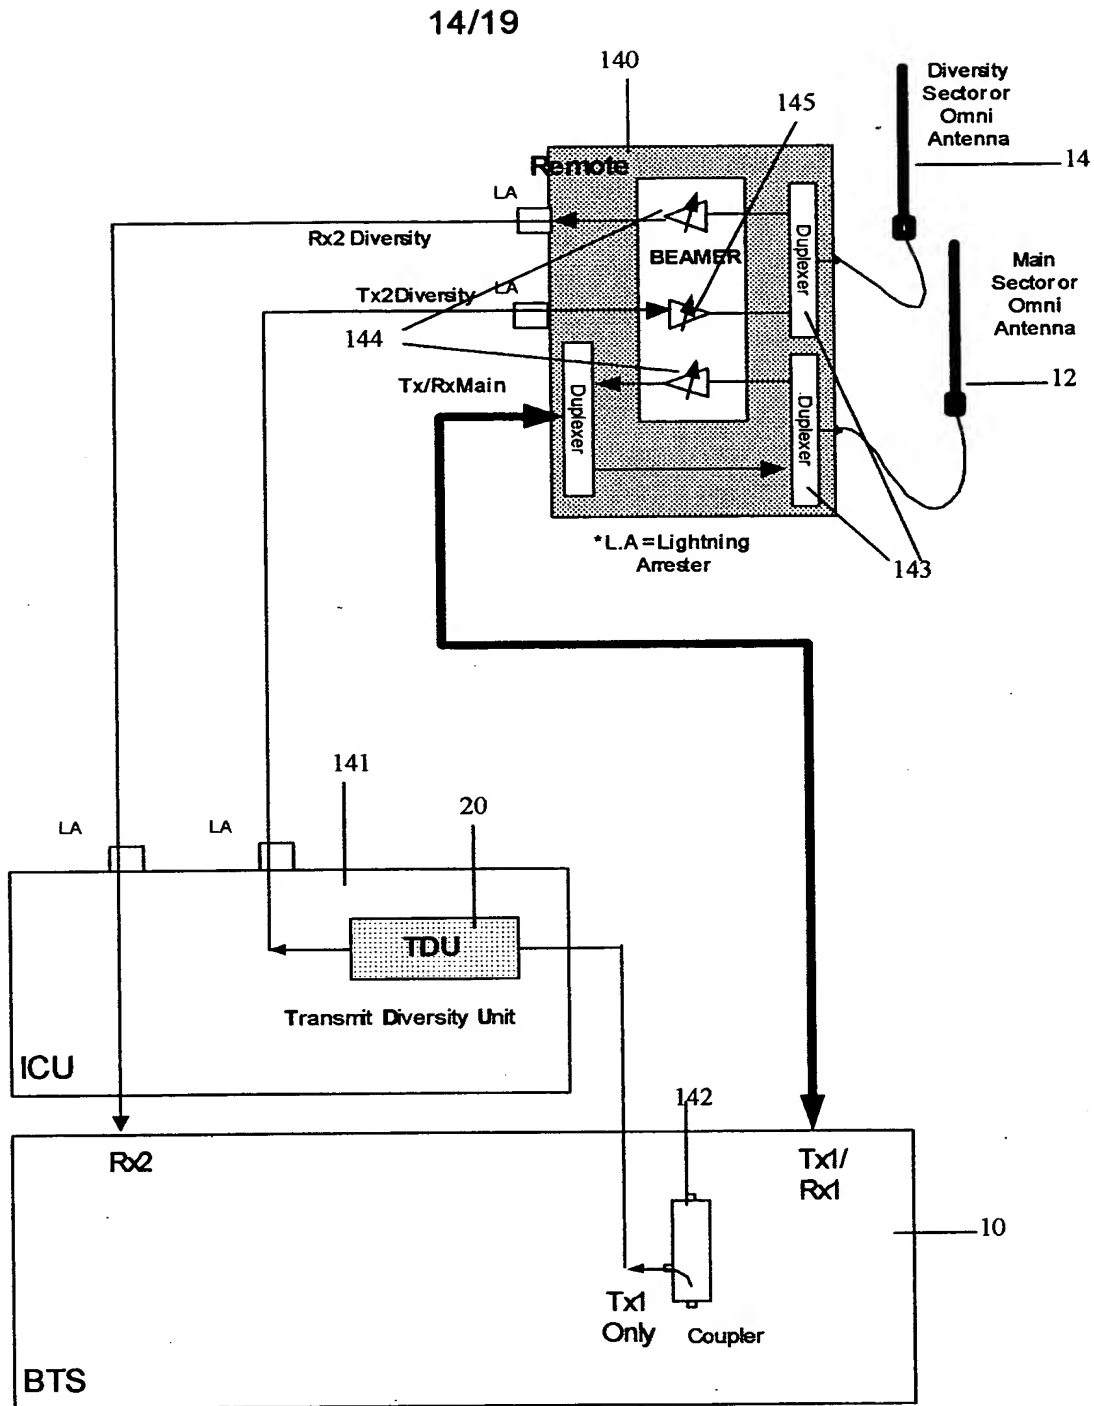 14/19
140
145
Diversity
Sector or
Omni
Antenna
14
Remote
LA
Rx2 Diversity
BEAMER
Duplexer
Main
Sector or
Omni
Antenna
LA
Tx2Diversity
144
Tx/RxMain
Duplexer
Duplexer
12
*L.A=Lightning
Arrester
143
141
20
LA
LA
TDU
Transmit Diversity Unit
ICU
142
Rx2
Tx1/
Rx1
10
Tx1
Only
Coupler
BTS